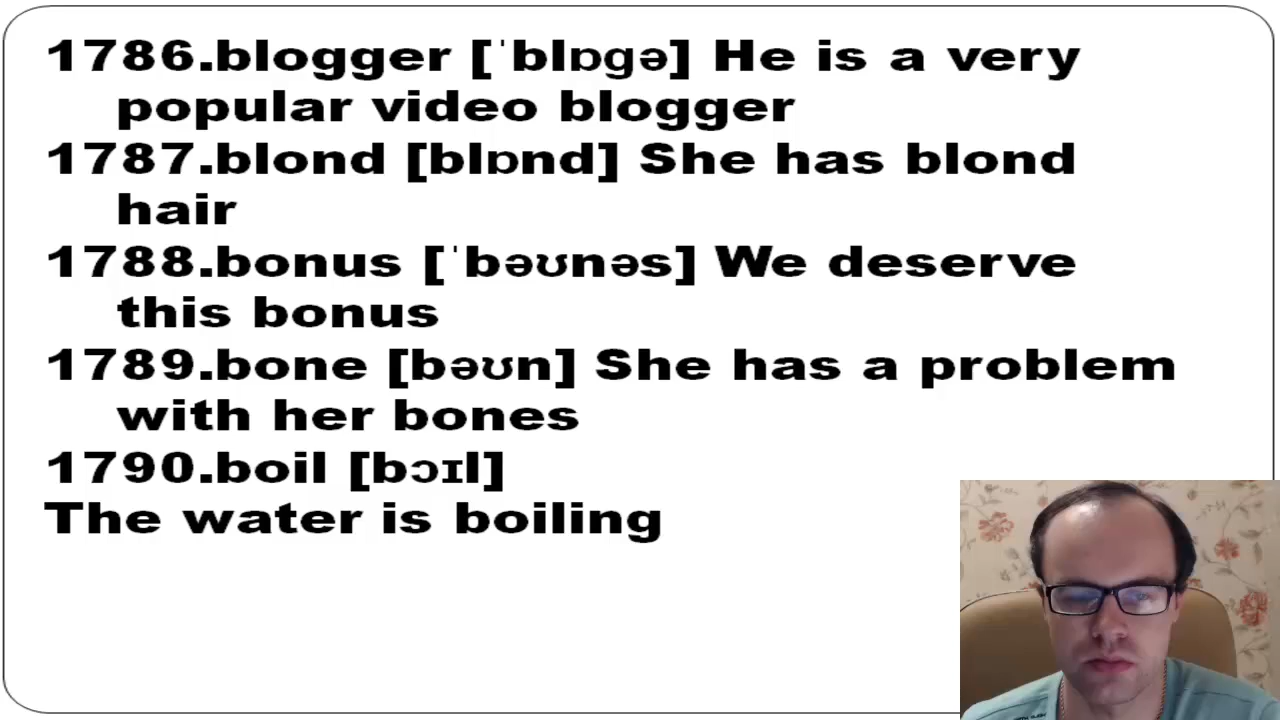 1786.blogger [ˈblɒgə] He is a very
popular video blogger
1787.blond [blɒnd] She has blond
hair
1788.bonus [ˈbəʊnəs] We deserve
this bonus
1789.bone [bəʊn] She has a problem
with her bones
1790.boil [bɔɪl]
The water is boiling